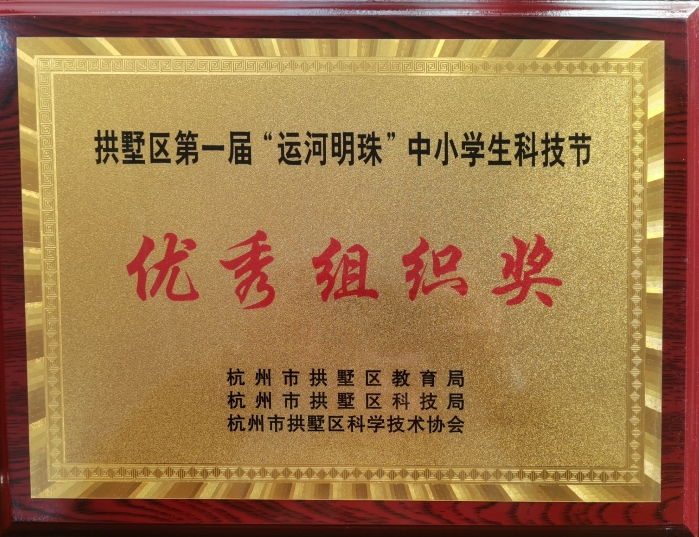 拱墅区第一届“运河明珠”中小学生科技节
优秀组织奖
杭州市拱墅区教育局
杭州市拱墅区科技局
杭州市拱墅区科学技术协会